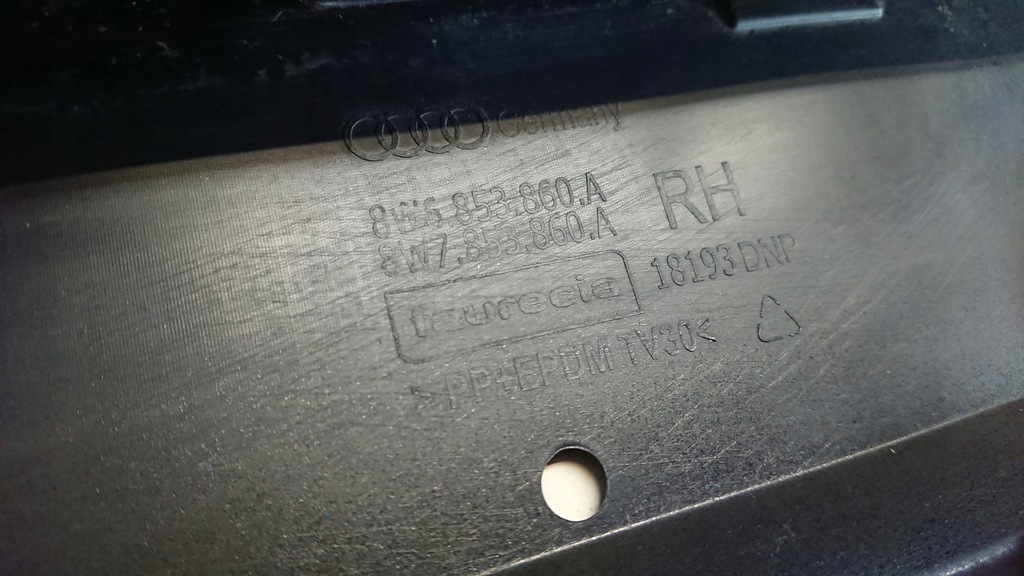 Germany
8W6.853.860.A
8W7.853.860.A
RH
faurecia
18193 DNP
>PP+EPDM TV30<